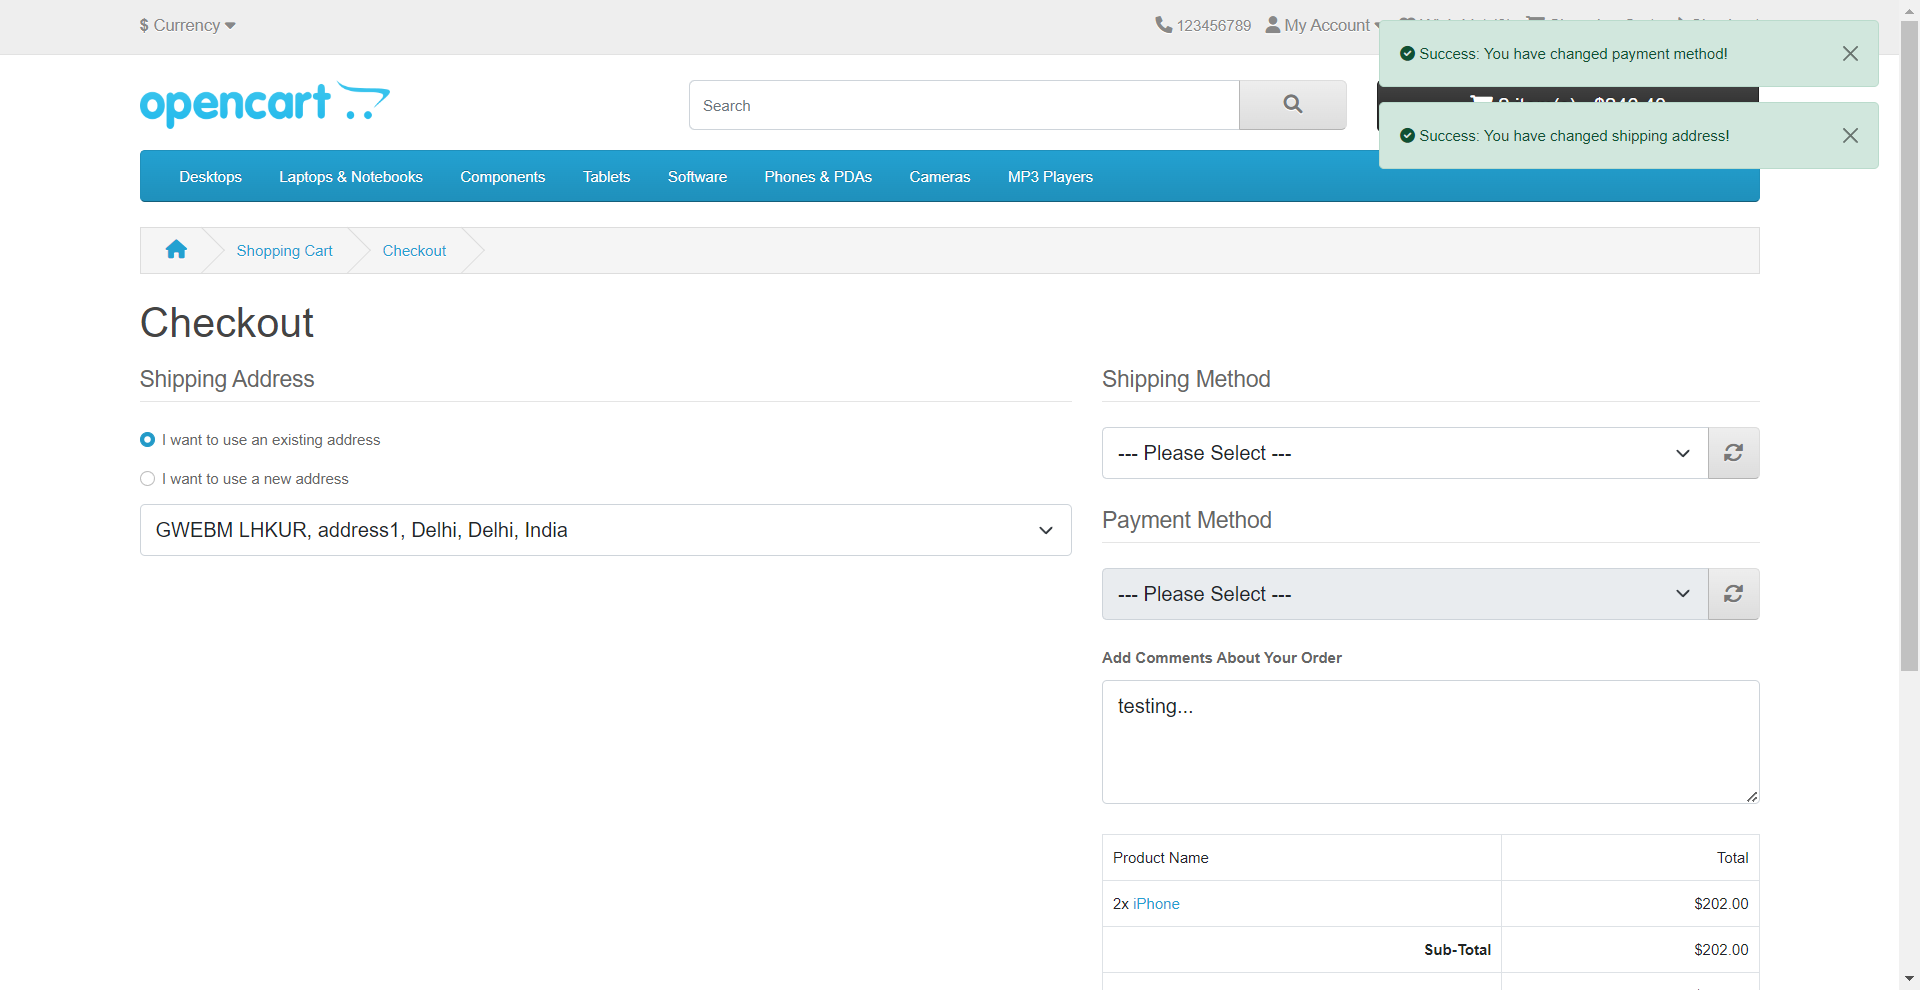 $ Currency
123456789
My Account
Success: You have changed payment method!
opencart
Search
Success: You have changed shipping address!
Desktops
Laptops & Notebooks
Components
Tablets
Software
Phones & PDAs
Cameras
MP3 Players
Shopping Cart
Checkout
Checkout
Shipping Address
I want to use an existing address
I want to use a new address
GWEBM LHKUR, address1, Delhi, Delhi, India
Shipping Method
--- Please Select ---
Payment Method
--- Please Select ---
Add Comments About Your Order
testing...
Product Name Total
2x iPhone $202.00
Sub-Total $202.00